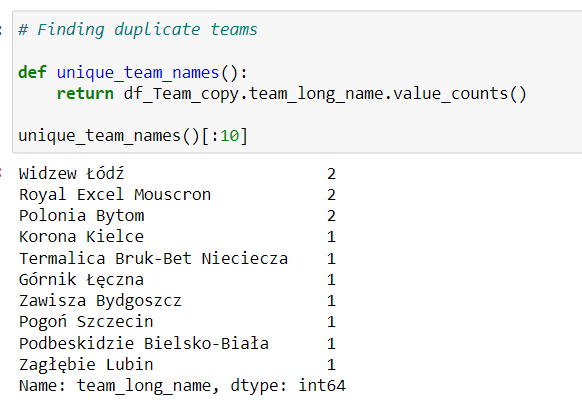 # Finding duplicate teams
def unique_team_names():
    return df_Team_copy.team_long_name.value_counts()
unique_team_names()[:10]
Widzew Łódź                    2
Royal Excel Mouscron           2
Polonia Bytom                  2
Korona Kielce                  1
Termalica Bruk-Bet Nieciecza    1
Górnik Łęczna                  1
Zawisza Bydgoszcz              1
Pogoń Szczecin                 1
Podbeskidzie Bielsko-Biała     1
Zagłębie Lubin                 1
Name: team_long_name, dtype: int64